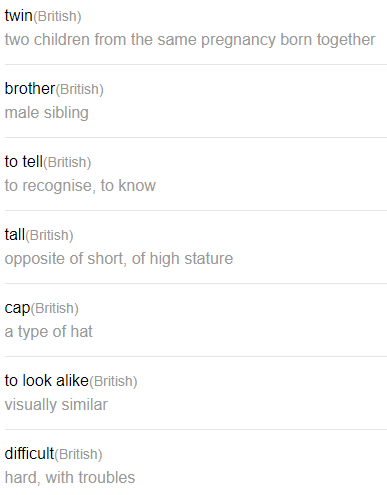 twin(British)
two children from the same pregnancy born together
brother(British)
male sibling
to tell(British)
to recognise, to know
tall(British)
opposite of short, of high stature
cap(British)
a type of hat
to look alike(British)
visually similar
difficult(British)
hard, with troubles